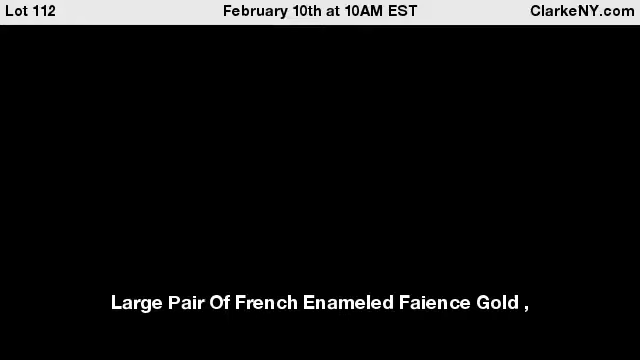 Lot 112 February 10th at 10AM EST ClarkeNY.com
Large Pair Of French Enameled Faience Gold ,